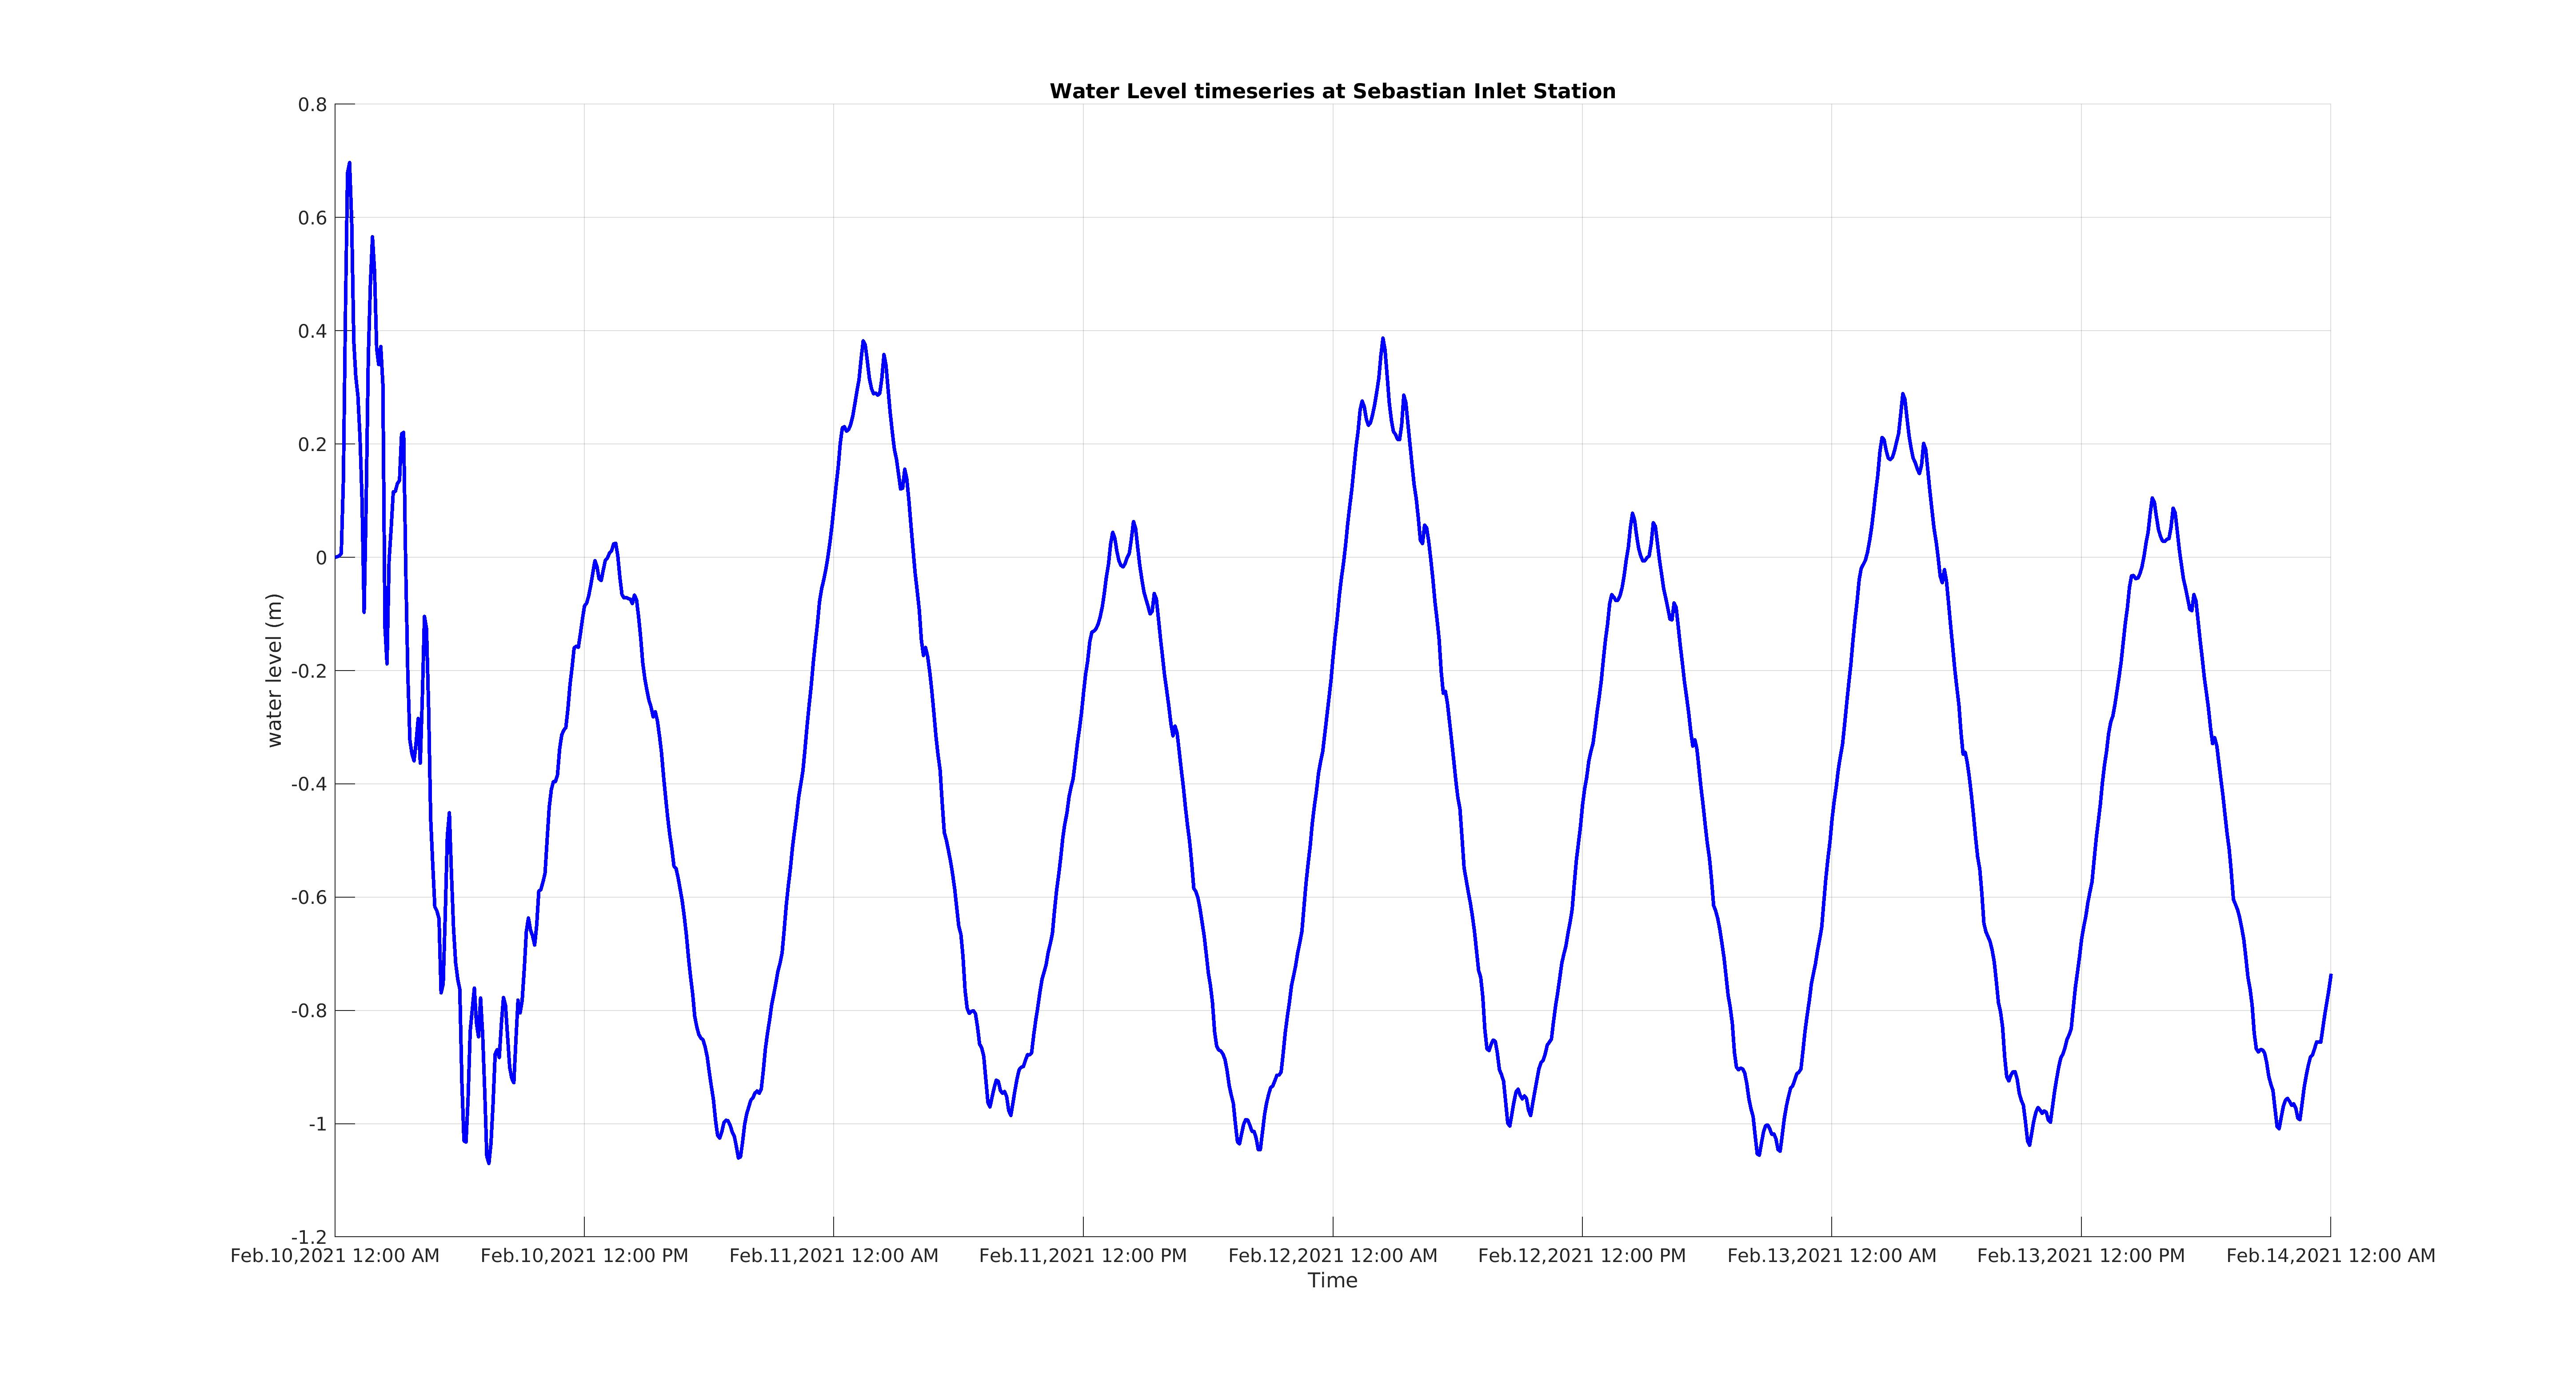 Water Level timeseries at Sebastian Inlet Station
0.8
0.6
0.4
0.2
0
-0.2
-0.4
-0.6
-0.8
-1
-1.2
water level (m)
Feb.10,2021 12:00 AM Feb.10,2021 12:00 PM Feb.11,2021 12:00 AM Feb.11,2021 12:00 PM Feb.12,2021 12:00 AM Feb.12,2021 12:00 PM Feb.13,2021 12:00 AM Feb.13,2021 12:00 PM Feb.14,2021 12:00 AM
Time